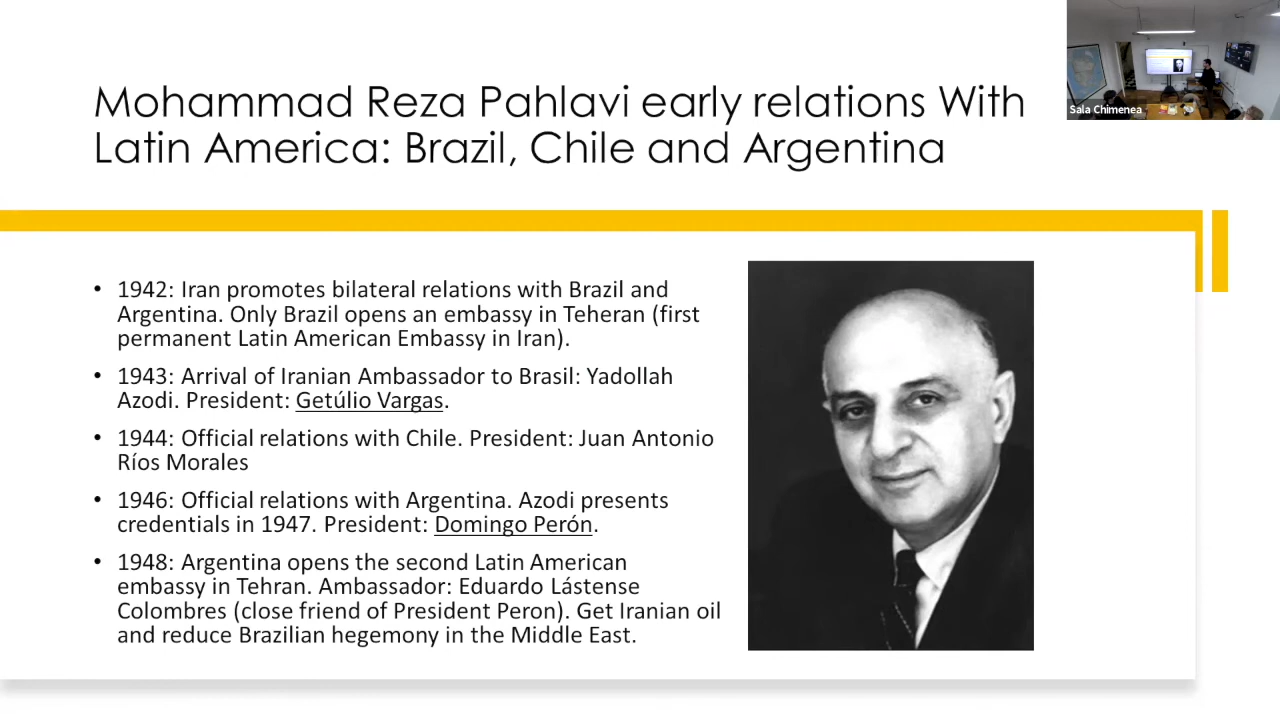 Mohammad Reza Pahlavi early relations With
Latin America: Brazil, Chile and Argentina
Sala Chimenea
• 1942: Iran promotes bilateral relations with Brazil and
Argentina. Only Brazil opens an embassy in Teheran (first
permanent Latin American Embassy in Iran).
• 1943: Arrival of Iranian Ambassador to Brasil: Yadollah
Azodi. President: Getúlio Vargas.
• 1944: Official relations with Chile. President: Juan Antonio
Ríos Morales
• 1946: Official relations with Argentina. Azodi presents
credentials in 1947. President: Domingo Perón.
• 1948: Argentina opens the second Latin American
embassy in Tehran. Ambassador: Eduardo Lástense
Colombres (close friend of President Peron). Get Iranian oil
and reduce Brazilian hegemony in the Middle East.